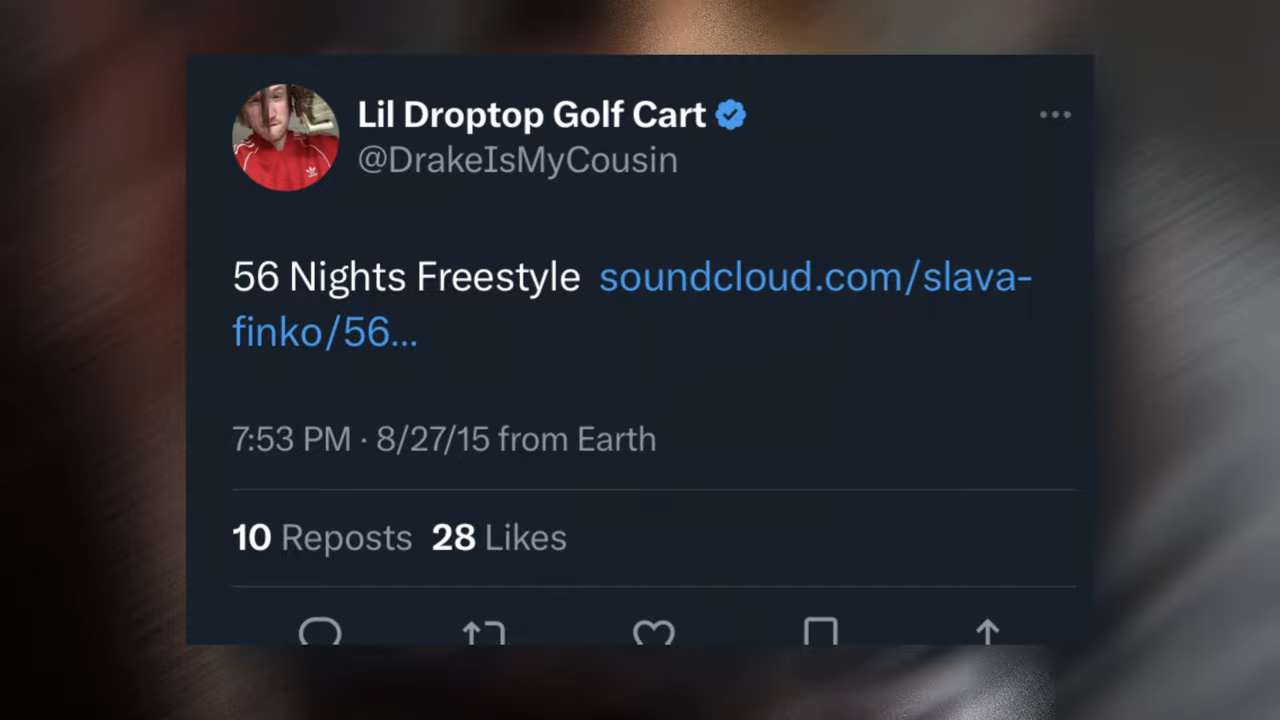 Lil Droptop Golf Cart
@DrakeIsMyCousin
56 Nights Freestyle soundcloud.com/slava-
finko/56...
7:53 PM · 8/27/15 from Earth
10 Reposts 28 Likes